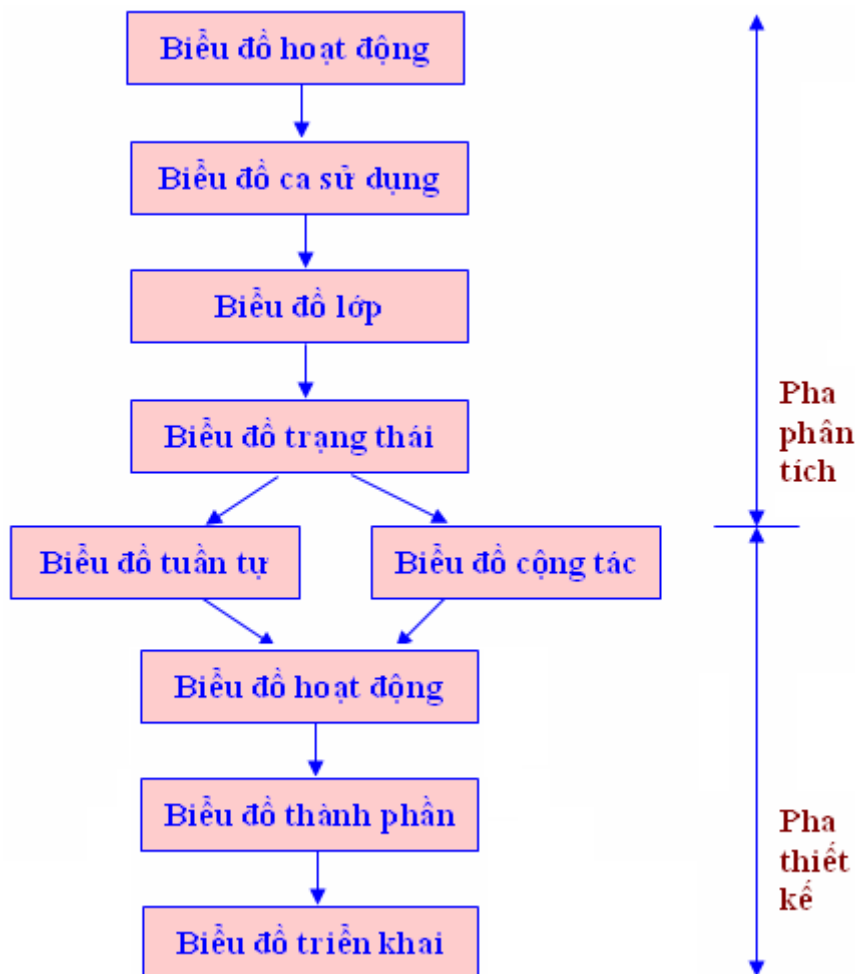 Biểu đồ hoạt động
Biểu đồ ca sử dụng
Biểu đồ lớp
Biểu đồ trạng thái
Pha
phân
tích
Biểu đồ tuần tự
Biểu đồ cộng tác
Biểu đồ hoạt động
Biểu đồ thành phần
Biểu đồ triển khai
Pha
thiết
kế